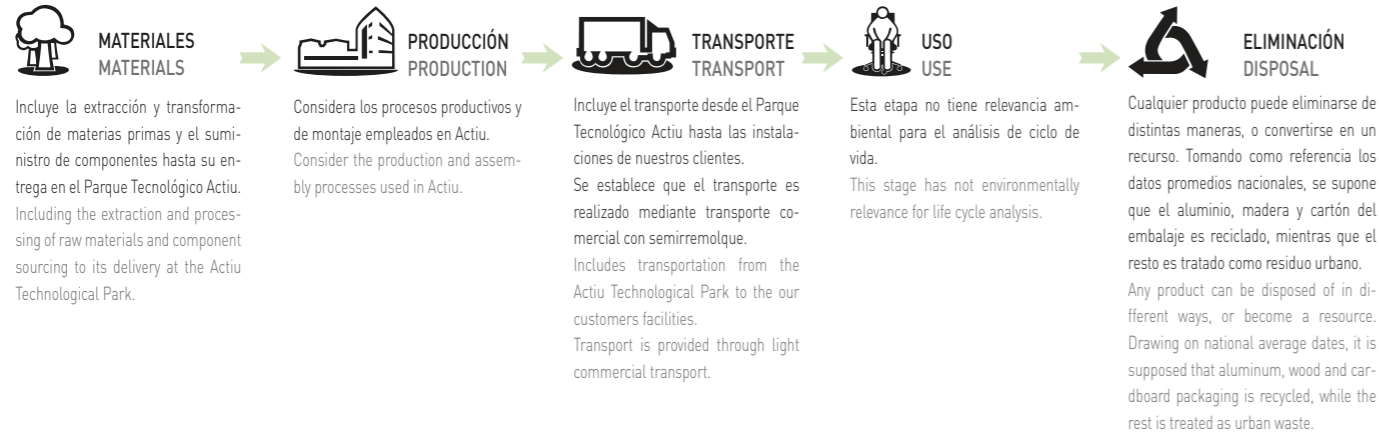 MATERIALES
MATERIALS
Incluye la extracción y transforma-
ción de materias primas y el sumi-
nistro de componentes hasta su en-
trega en el Parque Tecnológico Actiu.
Including the extraction and proces-
sing of raw materials and component
sourcing to its delivery at the Actiu
Technological Park.
PRODUCCIÓN
PRODUCTION
Considera los procesos productivos y
de montaje empleados en Actiu.
Consider the production and assem-
bly processes used in Actiu.
TRANSPORTE
TRANSPORT
Incluye el transporte desde el Parque
Tecnológico Actiu hasta las instala-
ciones de nuestros clientes.
Se establece que el transporte es
realizado mediante transporte co-
mercial con semirremolque.
Includes transportation from the
Actiu Technological Park to the our
customers facilities.
Transport is provided through light
commercial transport.
USO
USE
Esta etapa no tiene relevancia am-
biental para el análisis de ciclo de
vida.
This stage has not environmentally
relevance for life cycle analysis.
ELIMINACIÓN
DISPOSAL
Cualquier producto puede eliminarse de
distintas maneras, o convertirse en un
recurso. Tomando como referencia los
datos promedios nacionales, se supone
que el aluminio, madera y cartón del
embalaje es reciclado, mientras que el
resto es tratado como residuo urbano.
Any product can be disposed of in di-
fferent ways, or become a resource.
Drawing on national average dates, it is
supposed that aluminum, wood and car-
dboard packaging is recycled, while the
rest is treated as urban waste.